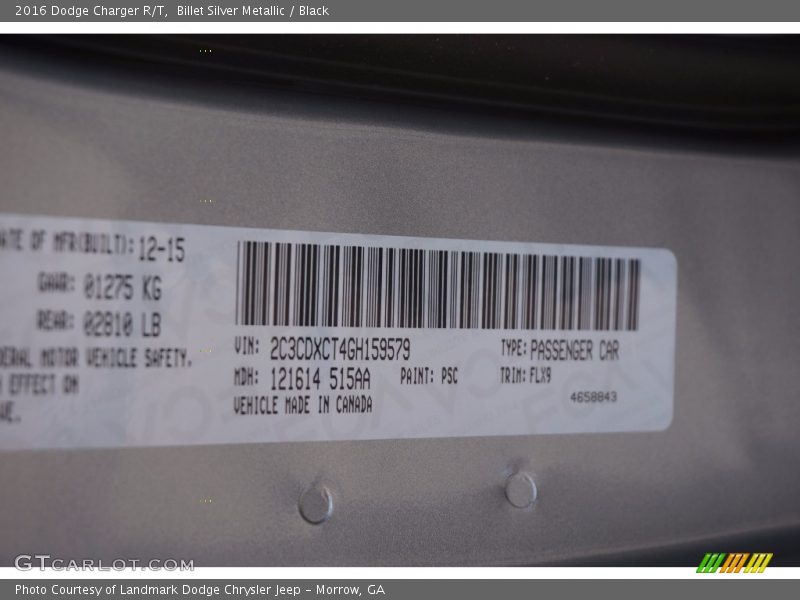 2016 Dodge Charger R/T, Billet Silver Metallic / Black
ATE OF MFR(BUILT): 12-15
GAWR: 01275 KG
REAR: 02810 LB
DERAL MOTOR VEHICLE SAFETY.
EFFECT ON
VE.
VIN: 2C3CDXCT4GH159579
TYPE: PASSENGER CAR
MDH: 121614 515AA
PAINT: PSC
TRIM: FLX9
VEHICLE MADE IN CANADA
4658843
GTCARLOT.COM
Photo Courtesy of Landmark Dodge Chrysler Jeep – Morrow, GA